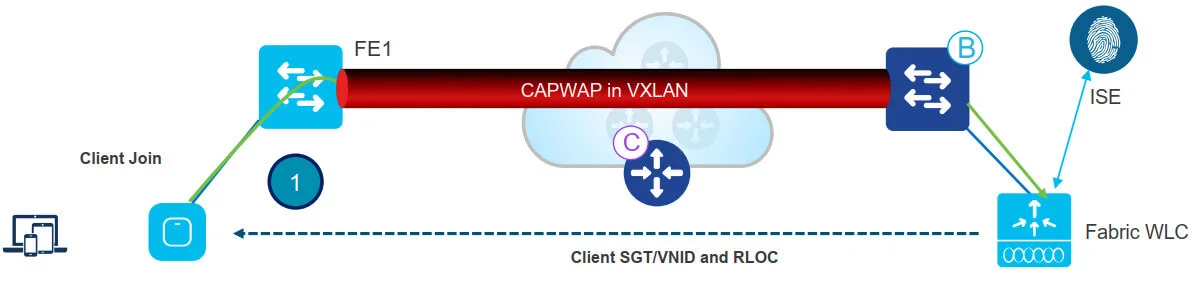 FE1
B
CAPWAP in VXLAN
ISE
C
Client Join
1
Fabric WLC
Client SGT/VNID and RLOC